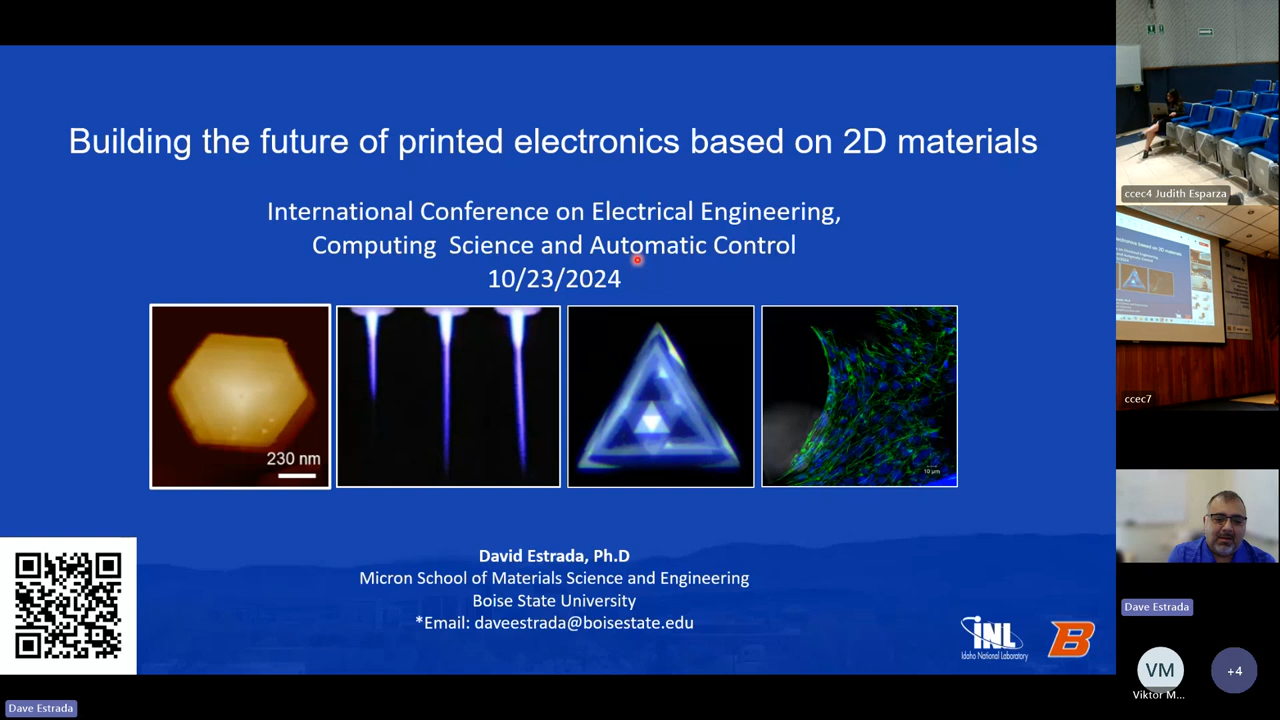 Building the future of printed electronics based on 2D materials
International Conference on Electrical Engineering,
Computing Science and Automatic Control
10/23/2024
230 nm
10 μm
David Estrada, Ph.D
Micron School of Materials Science and Engineering
Boise State University
*Email: daveestrada@boisestate.edu
INL
Idaho National Laboratory
B
Dave Estrada
ccec4 Judith Esparza
ccec7
Dave Estrada
VM
Viktor M...
+4